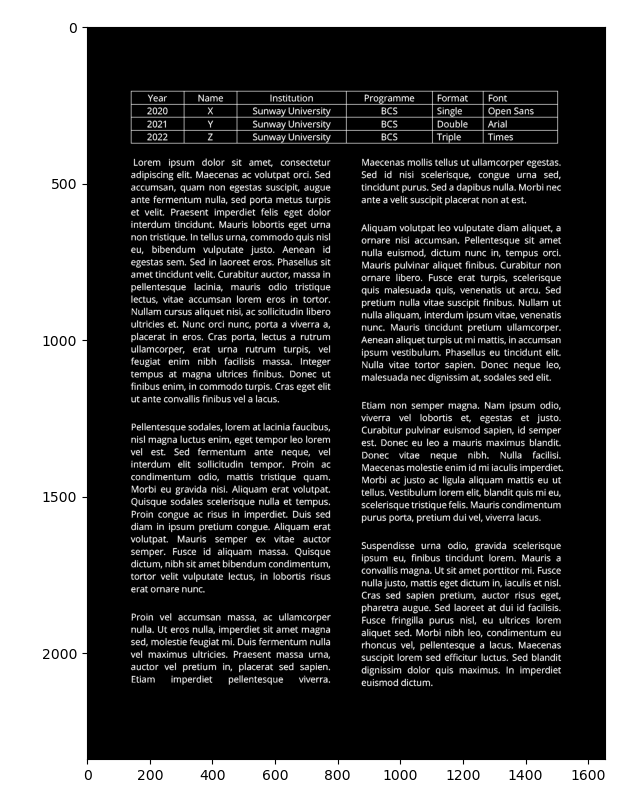 0
500
1000
1500
2000
Year Name Institution Programme Format Font
2020 X Sunway University BCS Single Open Sans
2021 Y Sunway University BCS Double Arial
2022 Z Sunway University BCS Triple Times
Lorem ipsum dolor sit amet, consectetur
adipiscing elit. Maecenas ac volutpat orci. Sed
accumsan, quam non egestas suscipit, augue
ante fermentum nulla, sed porta metus turpis
et velit. Praesent imperdiet felis eget dolor
interdum tincidunt. Mauris lobortis eget urna
non tristique. In tellus urna, commodo quis nisl
eu, bibendum vulputate justo. Aenean id
egestas sem. Sed in laoreet eros. Phasellus sit
amet tincidunt velit. Curabitur auctor, massa in
pellentesque lacinia, mauris odio tristique
lectus, vitae accumsan lorem eros in tortor.
Nullam cursus aliquet nisi, ac sollicitudin libero
ultricies et. Nunc orci nunc, porta a viverra a,
placerat in eros. Cras porta, lectus a rutrum
ullamcorper, erat urna rutrum turpis, vel
feugiat enim nibh facilisis massa. Integer
tempus at magna ultrices finibus. Donec ut
finibus enim, in commodo turpis. Cras eget elit
ut ante convallis finibus vel a lacus.
Pellentesque sodales, lorem at lacinia faucibus,
nisl magna luctus enim, eget tempor leo lorem
vel est. Sed fermentum ante neque, vel
interdum elit sollicitudin tempor. Proin ac
condimentum odio, mattis tristique quam.
Morbi eu gravida nisi. Aliquam erat volutpat.
Quisque sodales scelerisque nulla et tempus.
Proin congue ac risus in imperdiet. Duis sed
diam in ipsum pretium congue. Aliquam erat
volutpat. Mauris semper ex vitae auctor
semper. Fusce id aliquam massa. Quisque
dictum, nibh sit amet bibendum condimentum,
tortor velit vulputate lectus, in lobortis risus
erat ornare nunc.
Proin vel accumsan massa, ac ullamcorper
nulla. Ut eros nulla, imperdiet sit amet magna
sed, molestie feugiat mi. Duis fermentum nulla
vel maximus ultricies. Praesent massa urna,
auctor vel pretium in, placerat sed sapien.
Etiam imperdiet pellentesque viverra.
Maecenas mollis tellus ut ullamcorper egestas.
Sed id nisi scelerisque, congue urna sed,
tincidunt purus. Sed a dapibus nulla. Morbi nec
ante a velit suscipit placerat non at est.
Aliquam volutpat leo vulputate diam aliquet, a
ornare nisi accumsan. Pellentesque sit amet
nulla euismod, dictum nunc in, tempus orci.
Mauris pulvinar aliquet finibus. Curabitur non
ornare libero. Fusce erat turpis, scelerisque
quis malesuada quis, venenatis ut arcu. Sed
pretium nulla vitae suscipit finibus. Nullam ut
nulla aliquam, interdum ipsum vitae, venenatis
nunc. Mauris tincidunt pretium ullamcorper.
Aenean aliquet turpis ut mi mattis, in accumsan
ipsum vestibulum. Phasellus eu tincidunt elit.
Nulla vitae tortor sapien. Donec neque leo,
malesuada nec dignissim at, sodales sed elit.
Etiam non semper magna. Nam ipsum odio,
viverra vel lobortis et, egestas et justo.
Curabitur pulvinar euismod sapien, id semper
est. Donec eu leo a mauris maximus blandit.
Donec vitae neque nibh. Nulla facilisi.
Maecenas molestie enim id mi iaculis imperdiet.
Morbi ac justo ac ligula aliquam mattis eu ut
tellus. Vestibulum lorem elit, blandit quis mi eu,
scelerisque tristique felis. Mauris condimentum
purus porta, pretium dui vel, viverra lacus.
Suspendisse urna odio, gravida scelerisque
ipsum eu, finibus tincidunt lorem. Mauris a
convallis magna. Ut sit amet porttitor mi. Fusce
nulla justo, mattis eget dictum in, iaculis et nisl.
Cras sed sapien pretium, auctor risus eget,
pharetra augue. Sed laoreet at dui id facilisis.
Fusce fringilla purus nisl, eu ultrices lorem
aliquet sed. Morbi nibh leo, condimentum eu
rhoncus vel, pellentesque a lacus. Maecenas
suscipit lorem sed efficitur luctus. Sed blandit
dignissim dolor quis maximus. In imperdiet
euismod dictum.
0 200 400 600 800 1000 1200 1400 1600